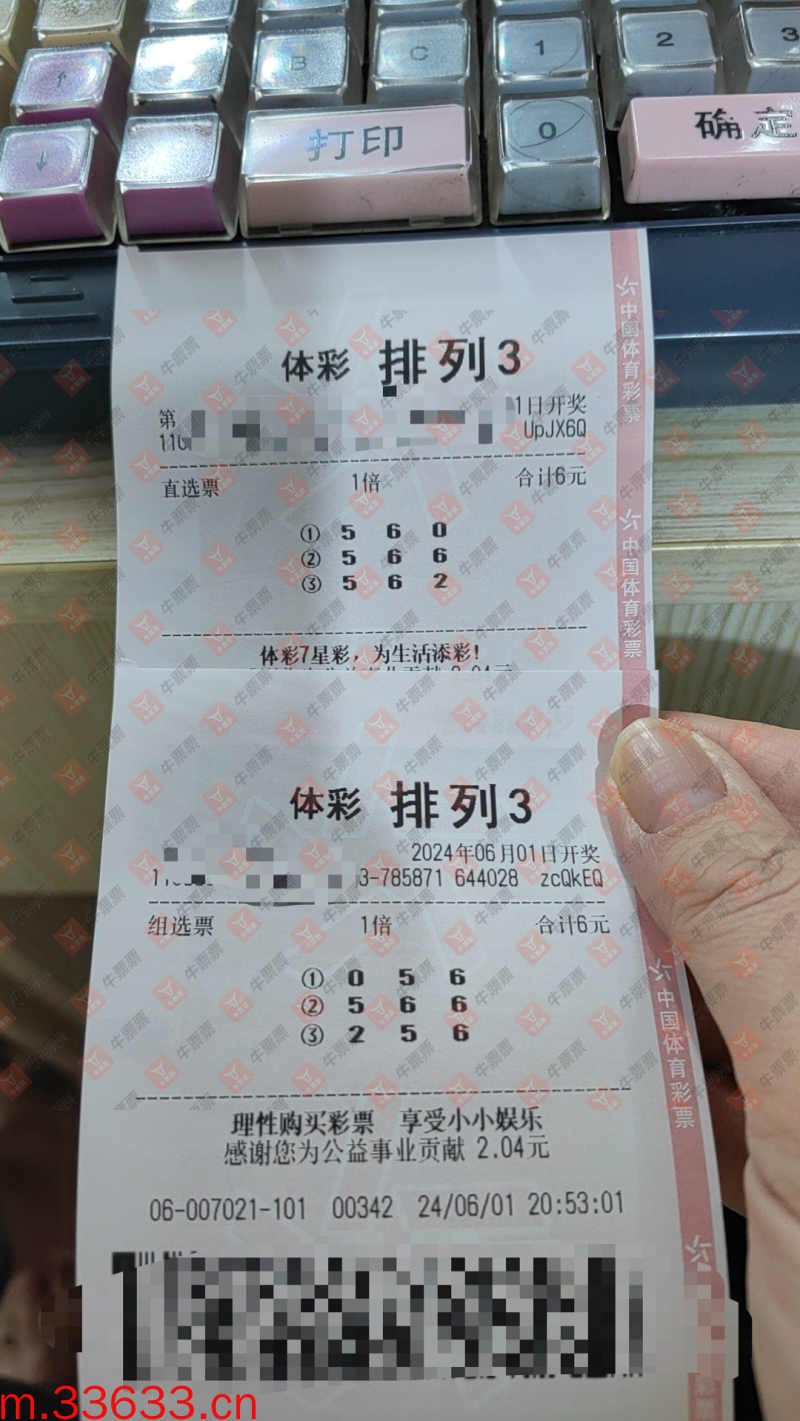 B C 1 2 3
打印 0 确定
中国体育彩票
体彩 排列3
第 1日开奖
110 UpJX6Q
直选票 1倍 合计6元
① 5 6 0
② 5 6 6
③ 5 6 2
中国体育彩票
体彩7星彩，为生活添彩！
体彩 排列3
2024年06月01日开奖
3-785871 644028 zcQkEQ
组选票 1倍 合计6元
① 0 5 6
② 5 6 6
③ 2 5 6
中国体育彩票
理性购买彩票 享受小小娱乐
感谢您为公益事业贡献 2.04元
06-007021-101 00342 24/06/01 20:53:01
牛票票
m.33633.cn